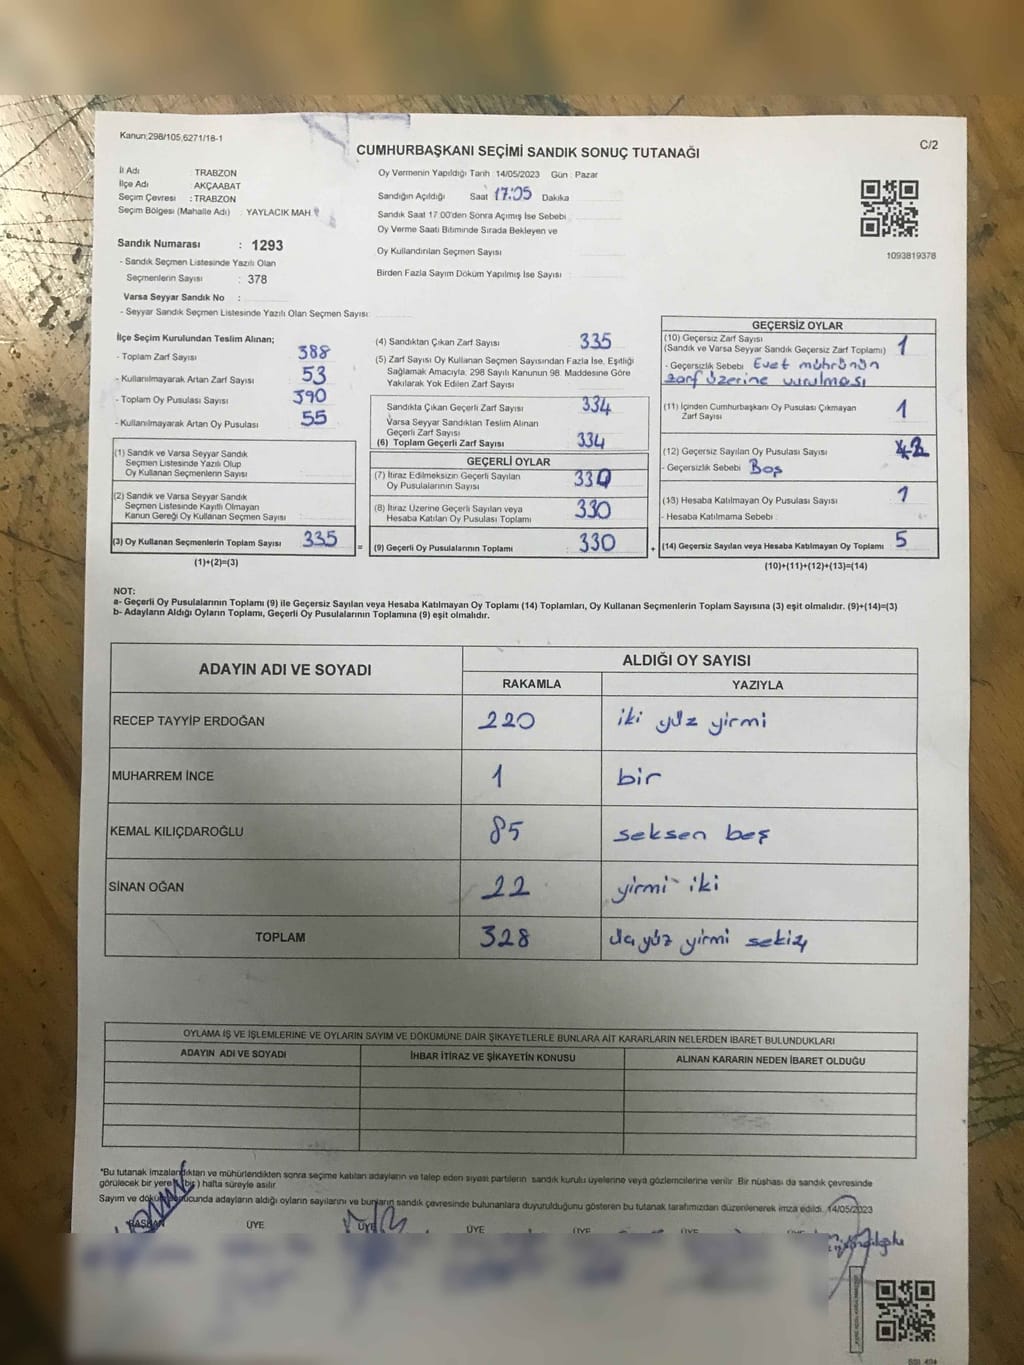 Kanun;298/105,6271/18-1
C/2
CUMHURBAŞKANI SEÇİMİ SANDIK SONUÇ TUTANAĞI
İl Adı : TRABZON
İlçe Adı : AKÇAABAT
Seçim Çevresi : TRABZON
Seçim Bölgesi (Mahalle Adı) : YAYLACIK MAH
Sandık Numarası : 1293
- Sandık Seçmen Listesinde Yazılı Olan
Seçmenlerin Sayısı : 378
Varsa Seyyar Sandık No :
- Seyyar Sandık Seçmen Listesinde Yazılı Olan Seçmen Sayısı:
Oy Vermenin Yapıldığı Tarih : 14/05/2023 Gün : Pazar
Sandığın Açıldığı Saat 17:05 Dakika
Sandık Saat 17:00'den Sonra Açımış İse Sebebi :
Oy Verme Saati Bitiminde Sırada Bekleyen ve
Oy Kullandırılan Seçmen Sayısı :
Birden Fazla Sayım Döküm Yapılmış İse Sayısı :
1093819378
İlçe Seçim Kurulundan Teslim Alınan;
- Toplam Zarf Sayısı : 388
- Kullanılmayarak Artan Zarf Sayısı : 53
- Toplam Oy Pusulası Sayısı : 390
- Kullanılmayarak Artan Oy Pusulası : 55
(1) Sandık ve Varsa Seyyar Sandık
Seçmen Listesinde Yazılı Olup
Oy Kullanan Seçmenlerin Sayısı :
(2) Sandık ve Varsa Seyyar Sandık
Seçmen Listesinde Kayıtlı Olmayan
Kanun Gereği Oy Kullanan Seçmen Sayısı :
(3) Oy Kullanan Seçmenlerin Toplam Sayısı : 335
(1)+(2)=(3)
(4) Sandıktan Çıkan Zarf Sayısı : 335
(5) Zarf Sayısı Oy Kullanan Seçmen Sayısından Fazla İse, Eşitliği
Sağlamak Amacıyla, 298 Sayılı Kanunun 98. Maddesine Göre
Yakılarak Yok Edilen Zarf Sayısı :
Sandıkta Çıkan Geçerli Zarf Sayısı : 334
Varsa Seyyar Sandıktan Teslim Alınan
Geçerli Zarf Sayısı :
(6) Toplam Geçerli Zarf Sayısı : 334
GEÇERLİ OYLAR
(7) İtiraz Edilmeksizin Geçerli Sayılan
Oy Pusulalarının Sayısı : 330
(8) İtiraz Üzerine Geçerli Sayılan veya
Hesaba Katılan Oy Pusulası Toplamı : 330
= (9) Geçerli Oy Pusulalarının Toplamı : 330
GEÇERSİZ OYLAR
(10) Geçersiz Zarf Sayısı
(Sandık ve Varsa Seyyar Sandık Geçersiz Zarf Toplamı) : 1
- Geçersizlik Sebebi : Evet mührünün
zarf üzerine vurulması
(11) İçinden Cumhurbaşkanı Oy Pusulası Çıkmayan
Zarf Sayısı : 1
(12) Geçersiz Sayılan Oy Pusulası Sayısı : 2
- Geçersizlik Sebebi : Boş
(13) Hesaba Katılmayan Oy Pusulası Sayısı : 1
- Hesaba Katılmama Sebebi :
+ (14) Geçersiz Sayılan veya Hesaba Katılmayan Oy Toplamı : 5
(10)+(11)+(12)+(13)=(14)
NOT:
a- Geçerli Oy Pusulalarının Toplamı (9) ile Geçersiz Sayılan veya Hesaba Katılmayan Oy Toplamı (14) Toplamları, Oy Kullanan Seçmenlerin Toplam Sayısına (3) eşit olmalıdır. (9)+(14)=(3)
b- Adayların Aldığı Oyların Toplamı, Geçerli Oy Pusulalarının Toplamına (9) eşit olmalıdır.
ADAYIN ADI VE SOYADI ALDIĞI OY SAYISI
RAKAMLA YAZIYLA
RECEP TAYYİP ERDOĞAN 220 iki yüz yirmi
MUHARREM İNCE 1 bir
KEMAL KILIÇDAROĞLU 85 seksen beş
SİNAN OĞAN 22 yirmi iki
TOPLAM 328 yüz yirmi sekiz
OYLAMA İŞ VE İŞLEMLERİNE VE OYLARIN SAYIM VE DÖKÜMÜNE DAİR ŞİKAYETLERLE BUNLARA AİT KARARLARIN NELERDEN İBARET BULUNDUKLARI
ADAYIN ADI VE SOYADI İHBAR İTİRAZ VE ŞİKAYETİN KONUSU ALINAN KARARIN NEDEN İBARET OLDUĞU
*Bu tutanak imzalandıktan ve mühürlendikten sonra seçime katılan adayların ve talep eden siyasi partilerin sandık kurulu üyelerine veya gözlemcilerine verilir. Bir nüshası da sandık çevresinde
görülecek bir yere (bir) hafta süreyle asılır.
Sayım ve döküm sonucunda adayların aldığı oyların sayılarını ve bunların sandık çevresinde bulunanlara duyurulduğunu gösteren bu tutanak tarafımızdan düzenlenerek imza edildi. 14/05/2023
BAŞKAN ÜYE ÜYE ÜYE ÜYE ÜYE ÜYE